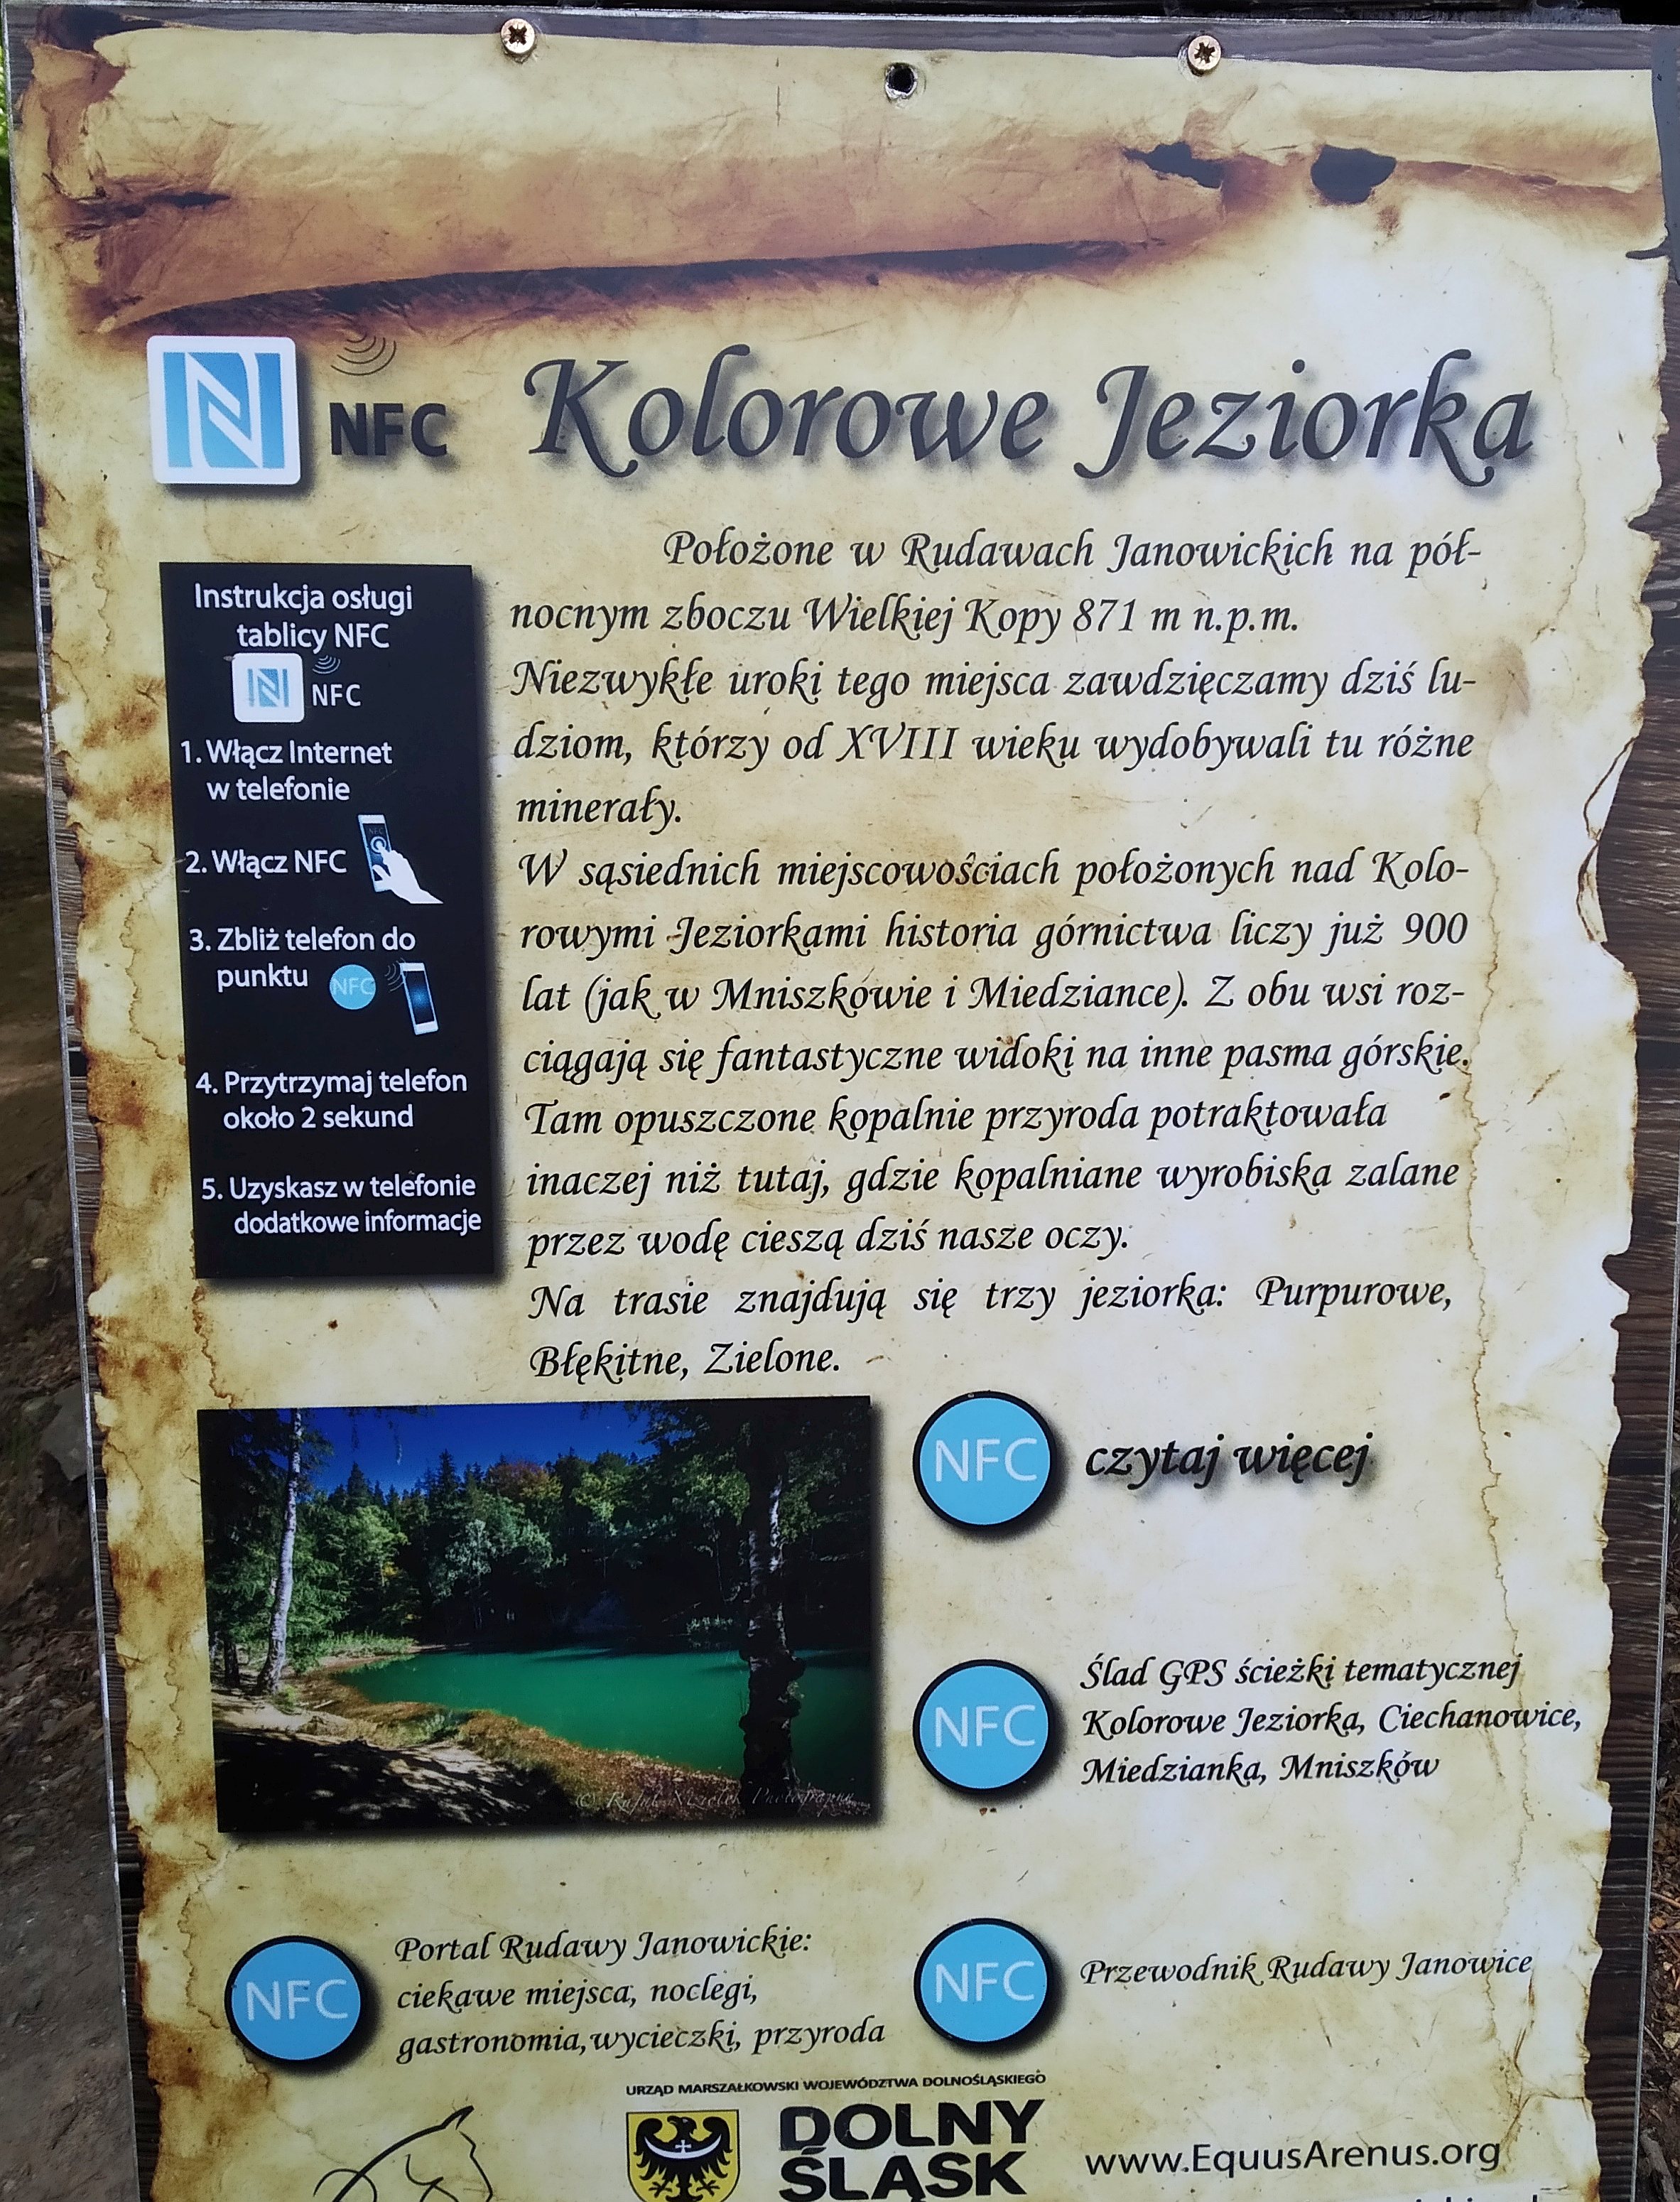 NFC
Kolorowe Jeziorka
Położone w Rudawach Janowickich na pół-
nocnym zboczu Wielkiej Kopy 871 m n.p.m.
Niezwykłe uroki tego miejsca zawdzięczamy dziś lu-
dziom, którzy od XVIII wieku wydobywali tu różne
minerały.
W sąsiednich miejscowościach położonych nad Kolo-
rowymi Jeziorkami historia górnictwa liczy już 900
lat (jak w Mniszkowie i Miedziance). Z obu wsi roz-
ciągają się fantastyczne widoki na inne pasma górskie.
Tam opuszczone kopalnie przyroda potraktowała
inaczej niż tutaj, gdzie kopalniane wyrobiska zalane
przez wodę cieszą dziś nasze oczy.
Na trasie znajdują się trzy jeziorka: Purpurowe,
Błękitne, Zielone.
Instrukcja osługi
tablicy NFC
NFC
1. Włącz Internet
w telefonie
2. Włącz NFC
3. Zbliż telefon do
punktu NFC
4. Przytrzymaj telefon
około 2 sekund
5. Uzyskasz w telefonie
dodatkowe informacje
NFC
czytaj więcej
NFC
Ślad GPS ścieżki tematycznej
Kolorowe Jeziorka, Ciechanowice,
Miedzianka, Mniszków
NFC
Portal Rudawy Janowickie:
ciekawe miejsca, noclegi,
gastronomia, wycieczki, przyroda
NFC
Przewodnik Rudawy Janowice
URZĄD MARSZAŁKOWSKI WOJEWÓDZTWA DOLNOŚLĄSKIEGO
DOLNY
ŚLĄSK
www.EquusArenus.org